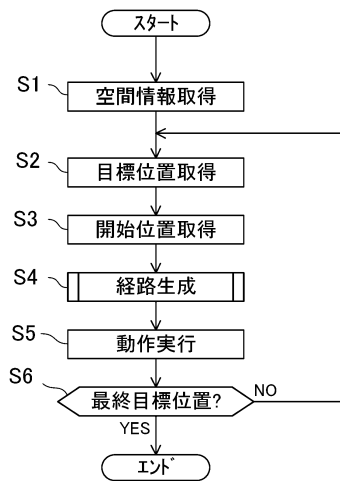 スタート
S1
空間情報取得
S2
目標位置取得
S3
開始位置取得
S4
経路生成
S5
動作実行
S6
最終目標位置?
NO
YES
エンド